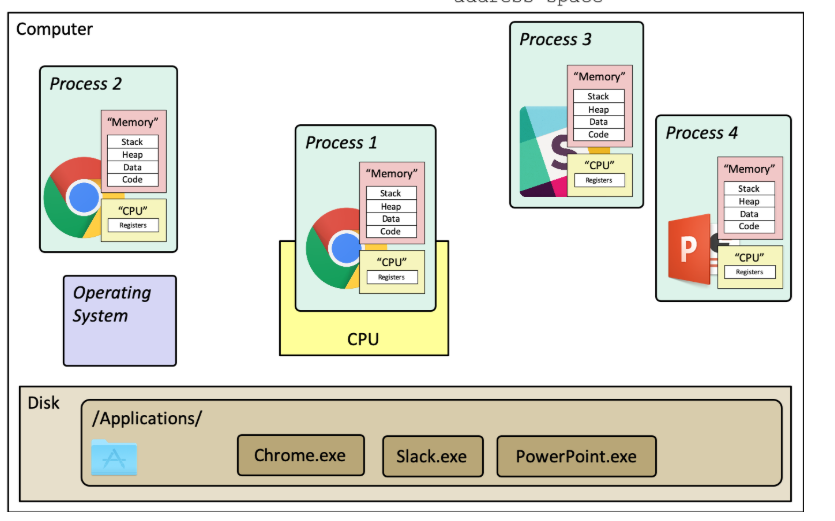 address space
Computer
Process 2
“Memory”
Stack
Heap
Data
Code
“CPU”
Registers
Process 1
“Memory”
Stack
Heap
Data
Code
“CPU”
Registers
Process 3
“Memory”
Stack
Heap
Data
Code
“CPU”
Registers
S
Process 4
“Memory”
Stack
Heap
Data
Code
“CPU”
Registers
P
Operating
System
CPU
Disk
/Applications/
Chrome.exe
Slack.exe
PowerPoint.exe